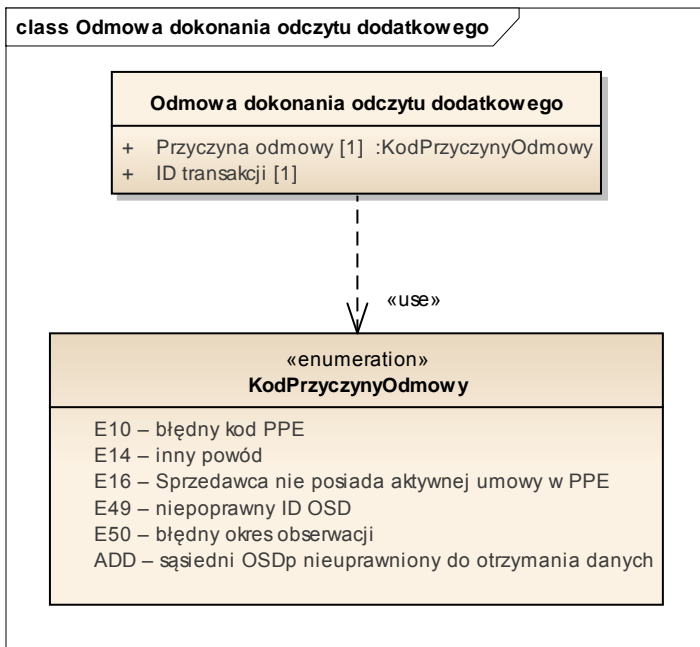 class Odmowa dokonania odczytu dodatkowego
Odmowa dokonania odczytu dodatkowego
+ Przyczyna odmowy [1] :KodPrzyczynyOdmowy
+ ID transakcji [1]
«use»
«enumeration»
KodPrzyczynyOdmowy
E10 – błędny kod PPE
E14 – inny powód
E16 – Sprzedawca nie posiada aktywnej umowy w PPE
E49 – niepoprawny ID OSD
E50 – błędny okres obserwacji
ADD – sąsiedni OSDp nieuprawniony do otrzymania danych